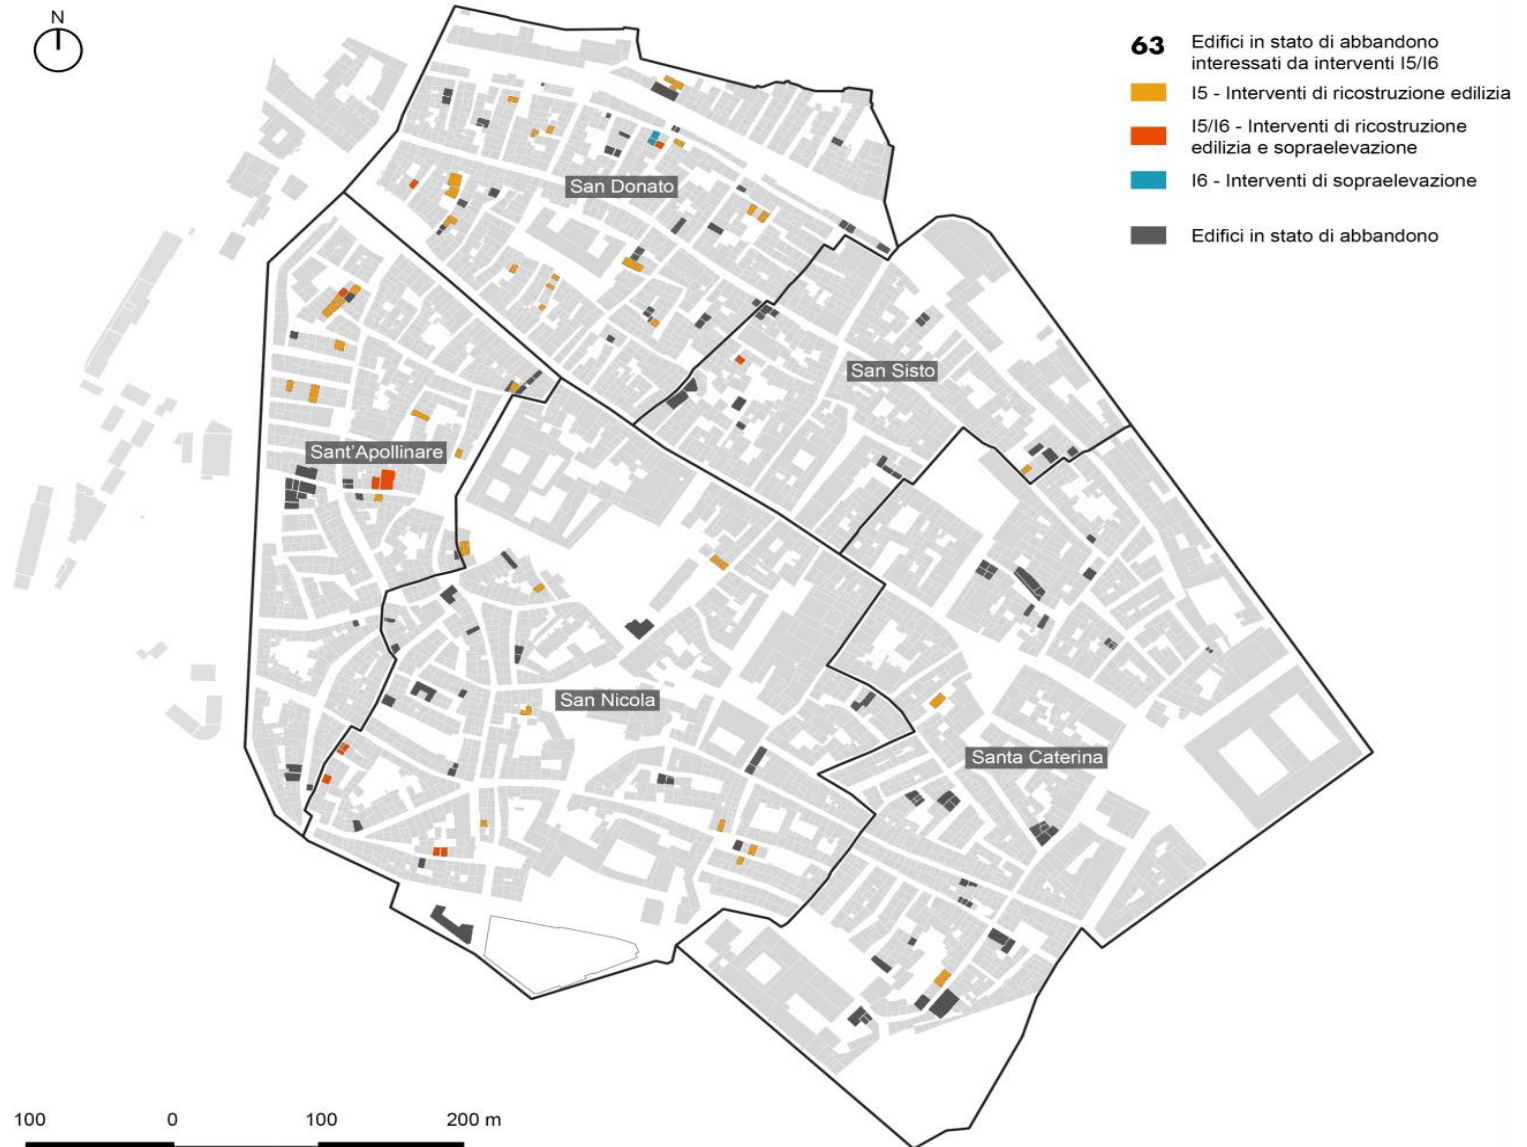 N
63 Edifici in stato di abbandono
interessati da interventi I5/I6
I5 - Interventi di ricostruzione edilizia
I5/I6 - Interventi di ricostruzione
edilizia e sopraelevazione
I6 - Interventi di sopraelevazione
Edifici in stato di abbandono
San Donato
San Sisto
Sant'Apollinare
San Nicola
Santa Caterina
100 0 100 200 m